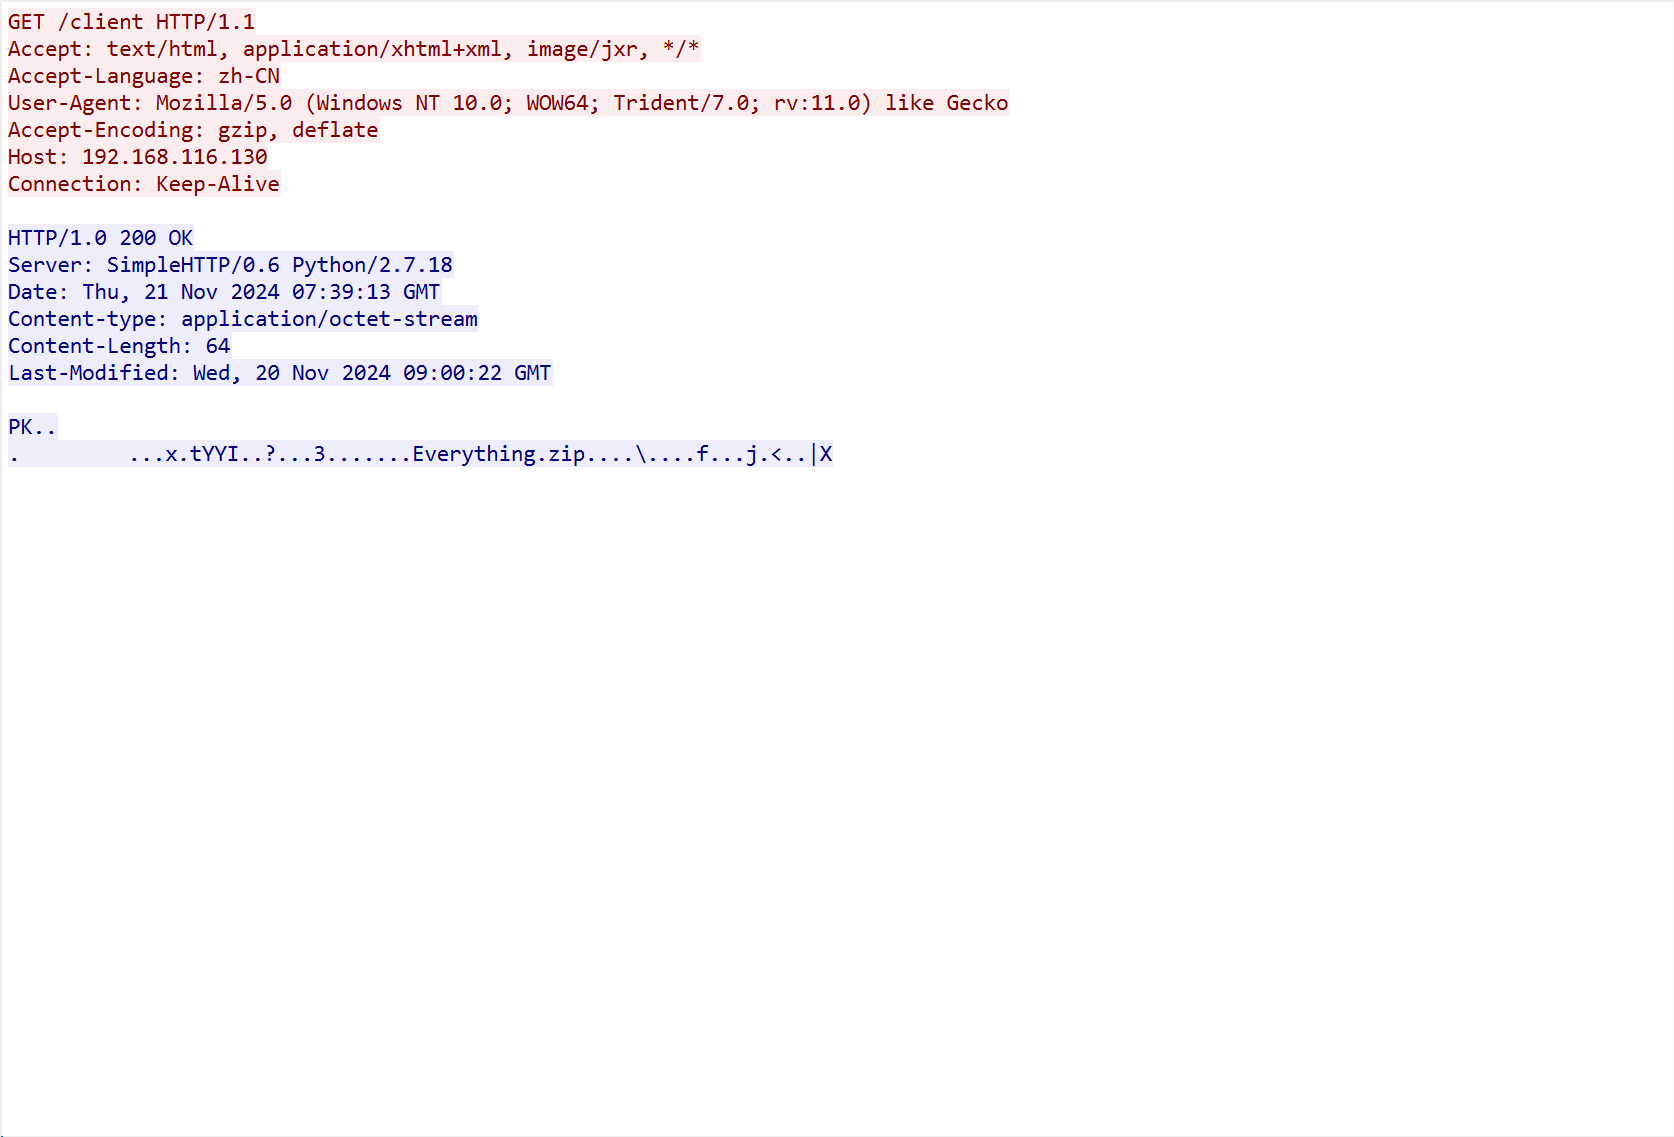 GET /client HTTP/1.1
Accept: text/html, application/xhtml+xml, image/jxr, */*
Accept-Language: zh-CN
User-Agent: Mozilla/5.0 (Windows NT 10.0; WOW64; Trident/7.0; rv:11.0) like Gecko
Accept-Encoding: gzip, deflate
Host: 192.168.116.130
Connection: Keep-Alive
HTTP/1.0 200 OK
Server: SimpleHTTP/0.6 Python/2.7.18
Date: Thu, 21 Nov 2024 07:39:13 GMT
Content-type: application/octet-stream
Content-Length: 64
Last-Modified: Wed, 20 Nov 2024 09:00:22 GMT
PK..
.         ...x.tYYI..?...3.......Everything.zip....\....f...j.<..|X